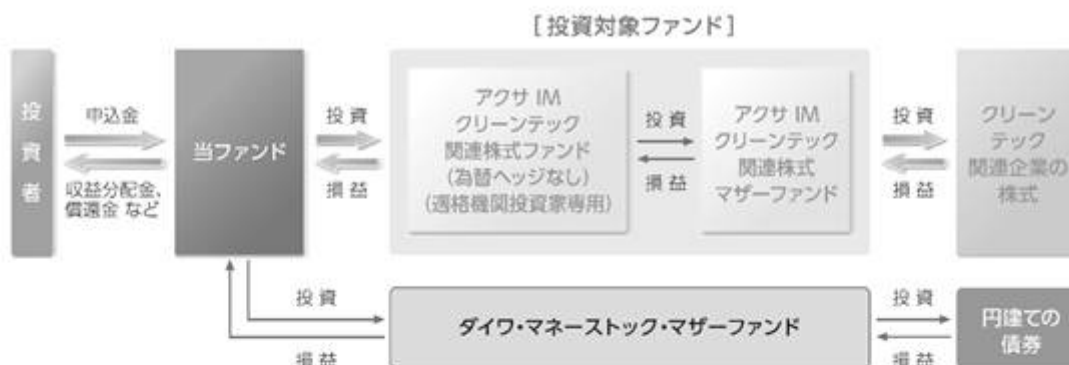 [投資対象ファンド]
投資者
申込金
収益分配金、
償還金 など
当ファンド
投資
損益
アクサ IM
クリーンテック
関連株式ファンド
(為替ヘッジなし)
(適格機関投資家専用)
投資
損益
アクサ IM
クリーンテック
関連株式
マザーファンド
投資
損益
クリーン
テック
関連企業の
株式
投資
損益
ダイワ・マネーストック・マザーファンド
投資
損益
円建ての
債券